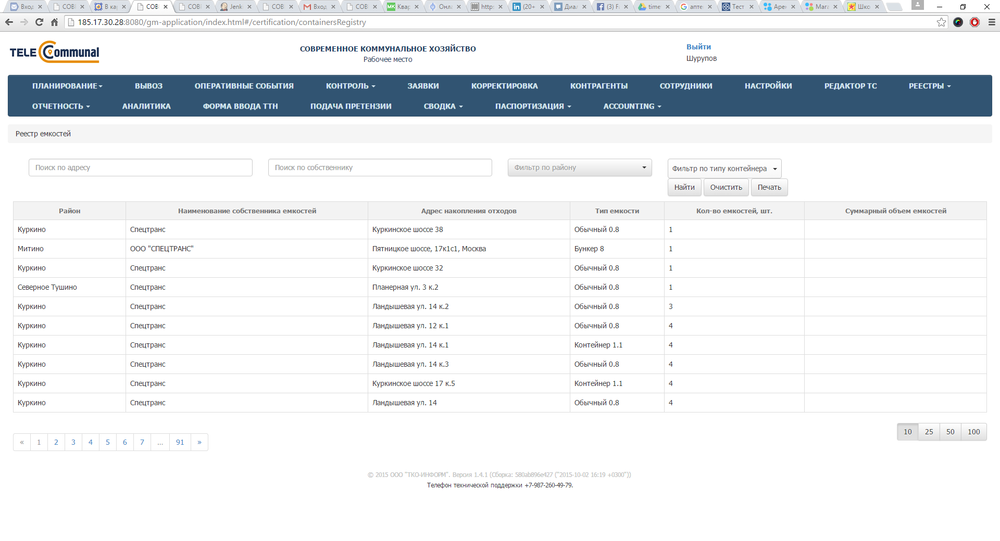 Вход СОВ В ка СОВ СОВ Jenk СОВ Вход СОВ Квар Онла https (20+ Диал (3) Fa time апте Тест Арен Мага Шко
185.17.30.28:8080/gm-application/index.html#/certification/containersRegistry
TELE Communal
СОВРЕМЕННОЕ КОММУНАЛЬНОЕ ХОЗЯЙСТВО
Рабочее место
Выйти
Шурупов
ПЛАНИРОВАНИЕ ВЫВОЗ ОПЕРАТИВНЫЕ СОБЫТИЯ КОНТРОЛЬ ЗАЯВКИ КОРРЕКТИРОВКА КОНТРАГЕНТЫ СОТРУДНИКИ НАСТРОЙКИ РЕДАКТОР ТС РЕЕСТРЫ
ОТЧЕТНОСТЬ АНАЛИТИКА ФОРМА ВВОДА ТТН ПОДАЧА ПРЕТЕНЗИИ СВОДКА ПАСПОРТИЗАЦИЯ ACCOUNTING
Реестр емкостей
Поиск по адресу Поиск по собственнику Фильтр по району Фильтр по типу контейнера
Найти Очистить Печать
Район Наименование собственника емкостей Адрес накопления отходов Тип емкости Кол-во емкостей, шт. Суммарный объем емкостей
Куркино Спецтранс Куркинское шоссе 38 Обычный 0.8 1
Митино ООО "СПЕЦТРАНС" Пятницкое шоссе, 17к1с1, Москва Бункер 8 1
Куркино Спецтранс Куркинское шоссе 32 Обычный 0.8 1
Северное Тушино Спецтранс Планерная ул. 3 к.2 Обычный 0.8 1
Куркино Спецтранс Ландышевая ул. 14 к.2 Обычный 0.8 3
Куркино Спецтранс Ландышевая ул. 12 к.1 Обычный 0.8 4
Куркино Спецтранс Ландышевая ул. 14 к.1 Контейнер 1.1 4
Куркино Спецтранс Ландышевая ул. 14 к.3 Обычный 0.8 4
Куркино Спецтранс Куркинское шоссе 17 к.5 Контейнер 1.1 4
Куркино Спецтранс Ландышевая ул. 14 Обычный 0.8 4
« 1 2 3 4 5 6 7 ... 91 »
10 25 50 100
© 2015 ООО "ТКО-ИНФОРМ". Версия 1.4.1 (Сборка: 580ab896e427 ("2015-10-02 16:19 +0300"))
Телефон технической поддержки +7-987-260-49-79.